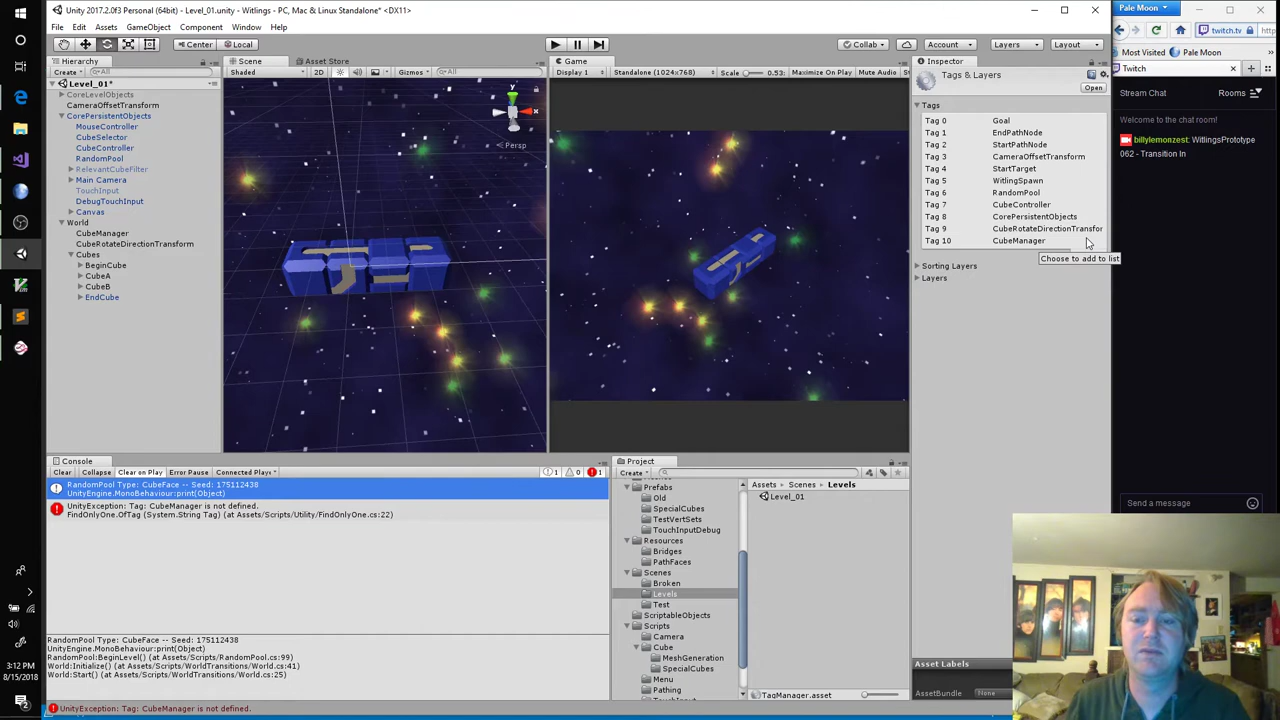 Unity 2017.2.0f3 Personal (64bit) - Level_01.unity - Witlings - PC, Mac & Linux Standalone* <DX11>
File Edit Assets GameObject Component Window Help
Center Local Collab Account Layers Layout
Hierarchy
Create All
Level_01*
CoreLevelObjects
CameraOffsetTransform
CorePersistentObjects
MouseController
CubeSelector
CubeController
RandomPool
RelevantCubeFilter
Main Camera
TouchInput
DebugTouchInput
Canvas
World
CubeManager
CubeRotateDirectionTransform
Cubes
BeginCube
CubeA
CubeB
EndCube
Scene Asset Store
Shaded 2D Gizmos All
y
x
Persp
Game
Display 1 Standalone (1024x768) Scale 0.53: Maximize On Play Mute Audio
Inspector
Tags & Layers
Open
Tags
Tag 0 Goal
Tag 1 EndPathNode
Tag 2 StartPathNode
Tag 3 CameraOffsetTransform
Tag 4 StartTarget
Tag 5 WitlingSpawn
Tag 6 RandomPool
Tag 7 CubeController
Tag 8 CorePersistentObjects
Tag 9 CubeRotateDirectionTransfor
Tag 10 CubeManager
Choose to add to list
Sorting Layers
Layers
Asset Labels
AssetBundle None
Console
Clear Collapse Clear on Play Error Pause Connected Playe 1 0 1
RandomPool Type: CubeFace -- Seed: 175112438
UnityEngine.MonoBehaviour:print(Object)
UnityException: Tag: CubeManager is not defined.
FindOnlyOne.OfTag (System.String Tag) (at Assets/Scripts/Utility/FindOnlyOne.cs:22)
RandomPool Type: CubeFace -- Seed: 175112438
UnityEngine.MonoBehaviour:print(Object)
RandomPool:BeginLevel() (at Assets/Scripts/RandomPool.cs:99)
World:Initialize() (at Assets/Scripts/WorldTransitions/World.cs:41)
World:Start() (at Assets/Scripts/WorldTransitions/World.cs:25)
UnityException: Tag: CubeManager is not defined.
Project
Create
Prefabs
Old
SpecialCubes
TestVertSets
TouchInputDebug
Resources
Bridges
PathFaces
Scenes
Broken
Levels
Test
ScriptableObjects
Scripts
Camera
Cube
MeshGeneration
SpecialCubes
Menu
Pathing
Assets Scenes Levels
Level_01
TagManager.asset
Pale Moon
twitch.tv http
Most Visited Pale Moon
Twitch
Stream Chat Rooms
Welcome to the chat room!
billylemonzest: WitlingsPrototype
062 - Transition In
Send a message
3:12 PM
8/15/2018
2